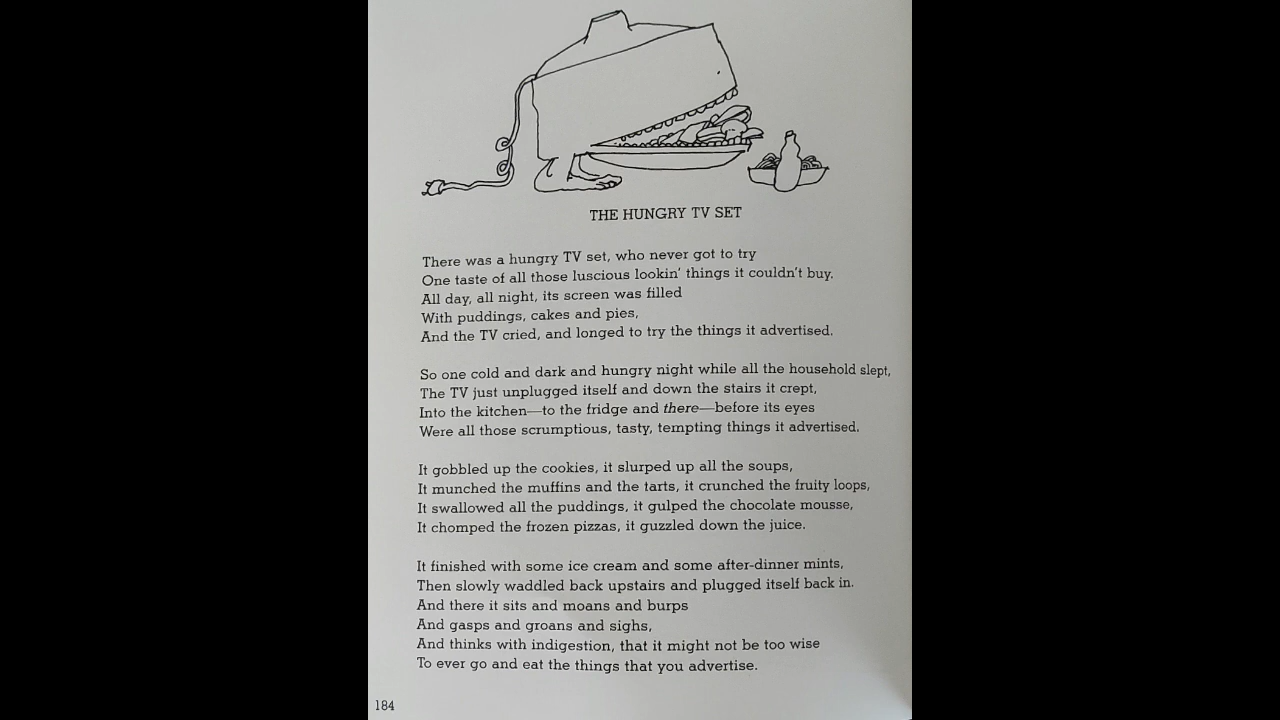 THE HUNGRY TV SET
There was a hungry TV set, who never got to try
One taste of all those luscious lookin' things it couldn't buy.
All day, all night, its screen was filled
With puddings, cakes and pies,
And the TV cried, and longed to try the things it advertised.
So one cold and dark and hungry night while all the household slept,
The TV just unplugged itself and down the stairs it crept,
Into the kitchen—to the fridge and there—before its eyes
Were all those scrumptious, tasty, tempting things it advertised.
It gobbled up the cookies, it slurped up all the soups,
It munched the muffins and the tarts, it crunched the fruity loops,
It swallowed all the puddings, it gulped the chocolate mousse,
It chomped the frozen pizzas, it guzzled down the juice.
It finished with some ice cream and some after-dinner mints,
Then slowly waddled back upstairs and plugged itself back in.
And there it sits and moans and burps
And gasps and groans and sighs,
And thinks with indigestion, that it might not be too wise
To ever go and eat the things that you advertise.
184